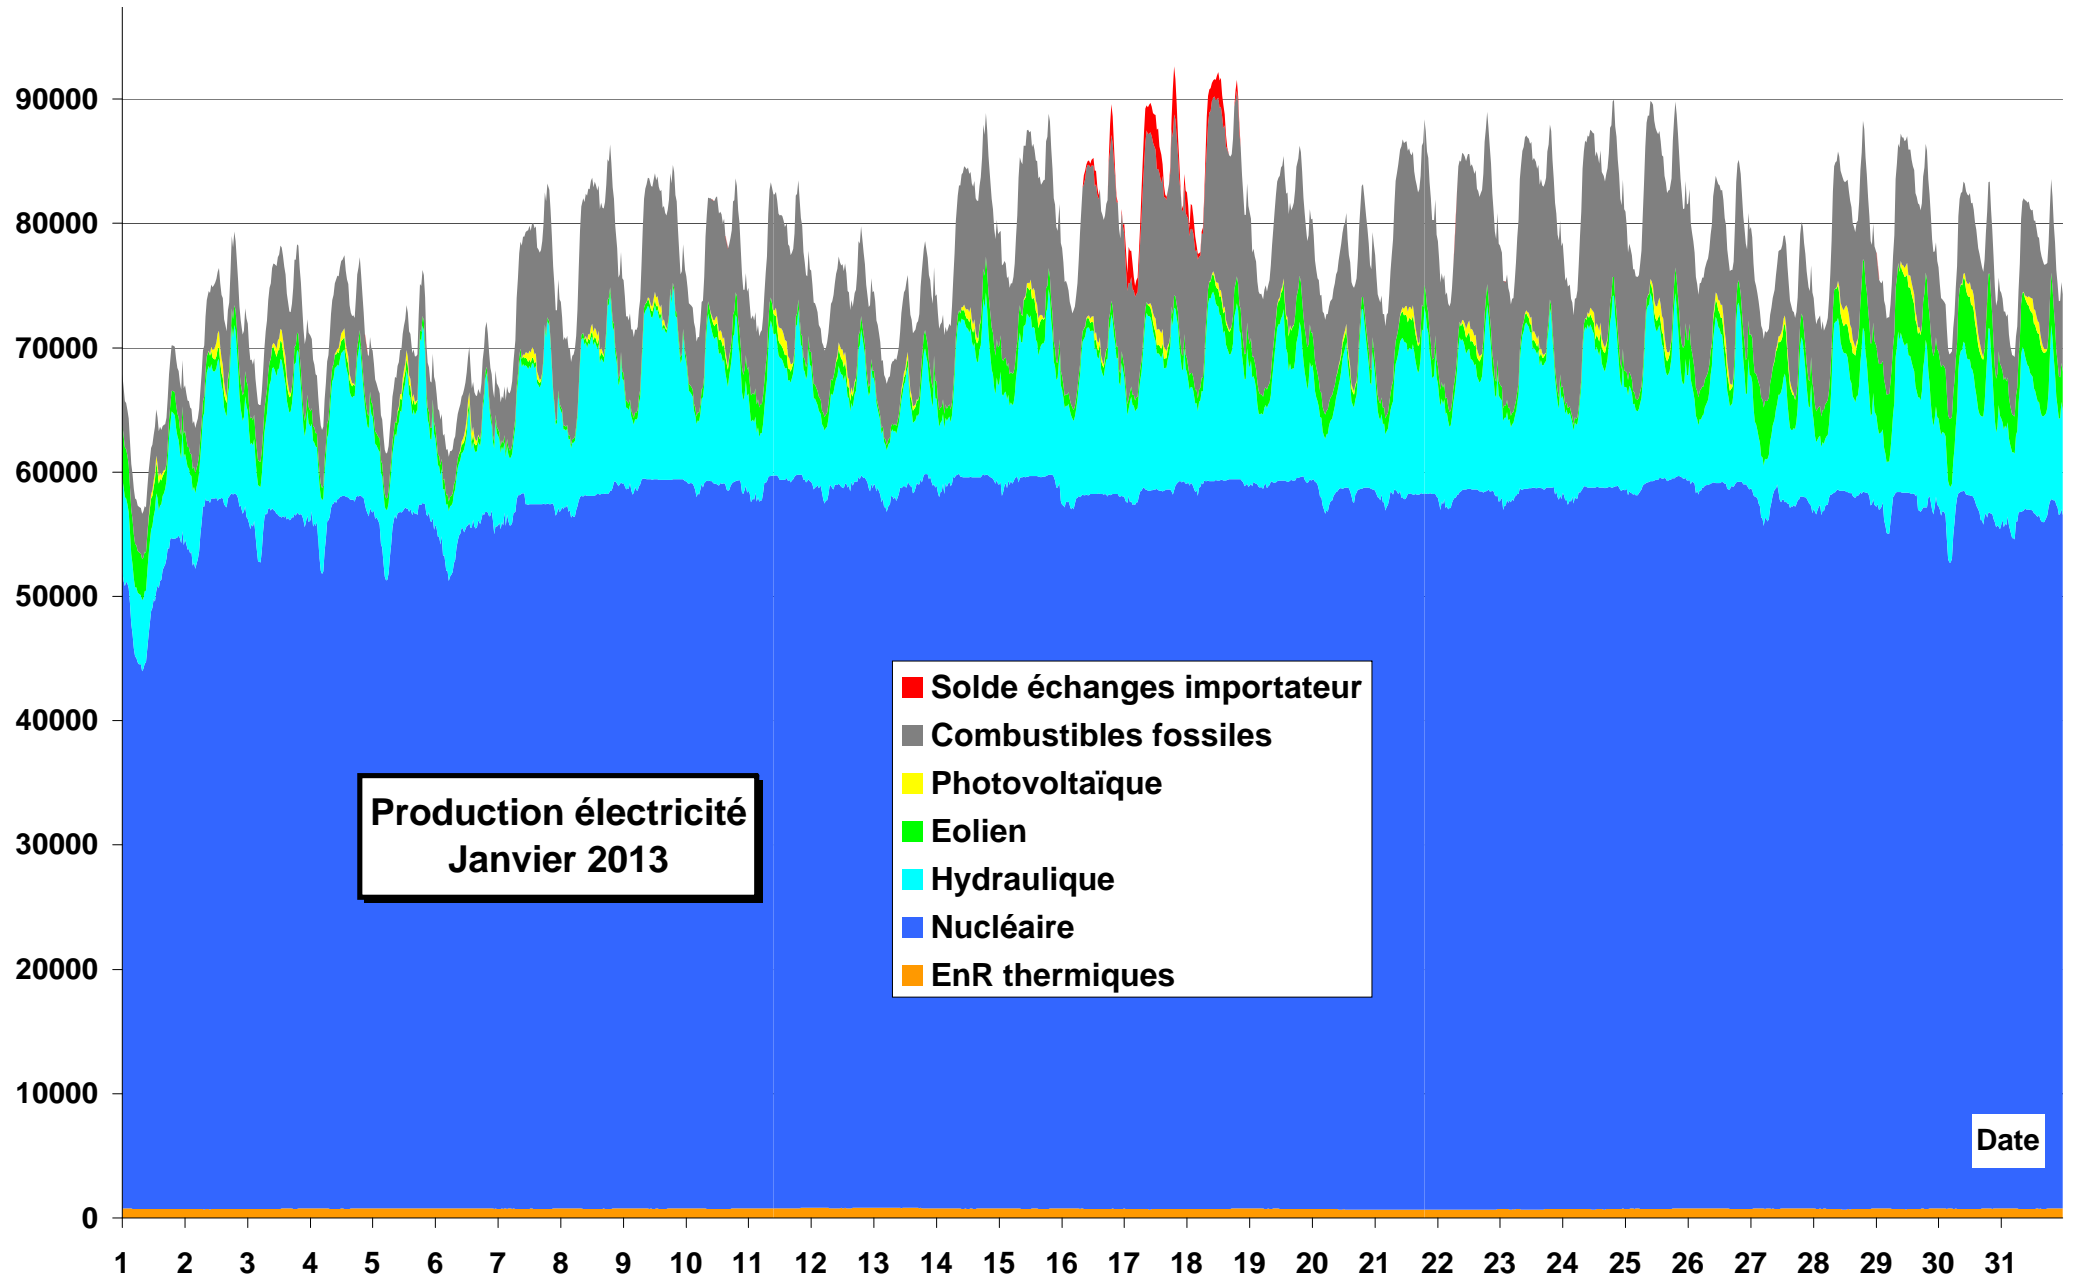 90000
80000
70000
60000
50000
40000
30000
20000
10000
0
Production électricité
Janvier 2013
Solde échanges importateur
Combustibles fossiles
Photovoltaïque
Eolien
Hydraulique
Nucléaire
EnR thermiques
Date
1 2 3 4 5 6 7 8 9 10 11 12 13 14 15 16 17 18 19 20 21 22 23 24 25 26 27 28 29 30 31